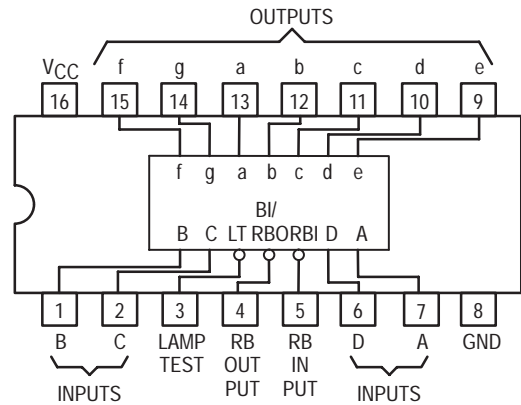 OUTPUTS
VCC f g a b c d e
16 15 14 13 12 11 10 9
f g a b c d e
BI/
B C LT RBO RBI D A
1 2 3 4 5 6 7 8
B C LAMP RB RB D A GND
TEST OUT IN
PUT PUT
INPUTS INPUTS